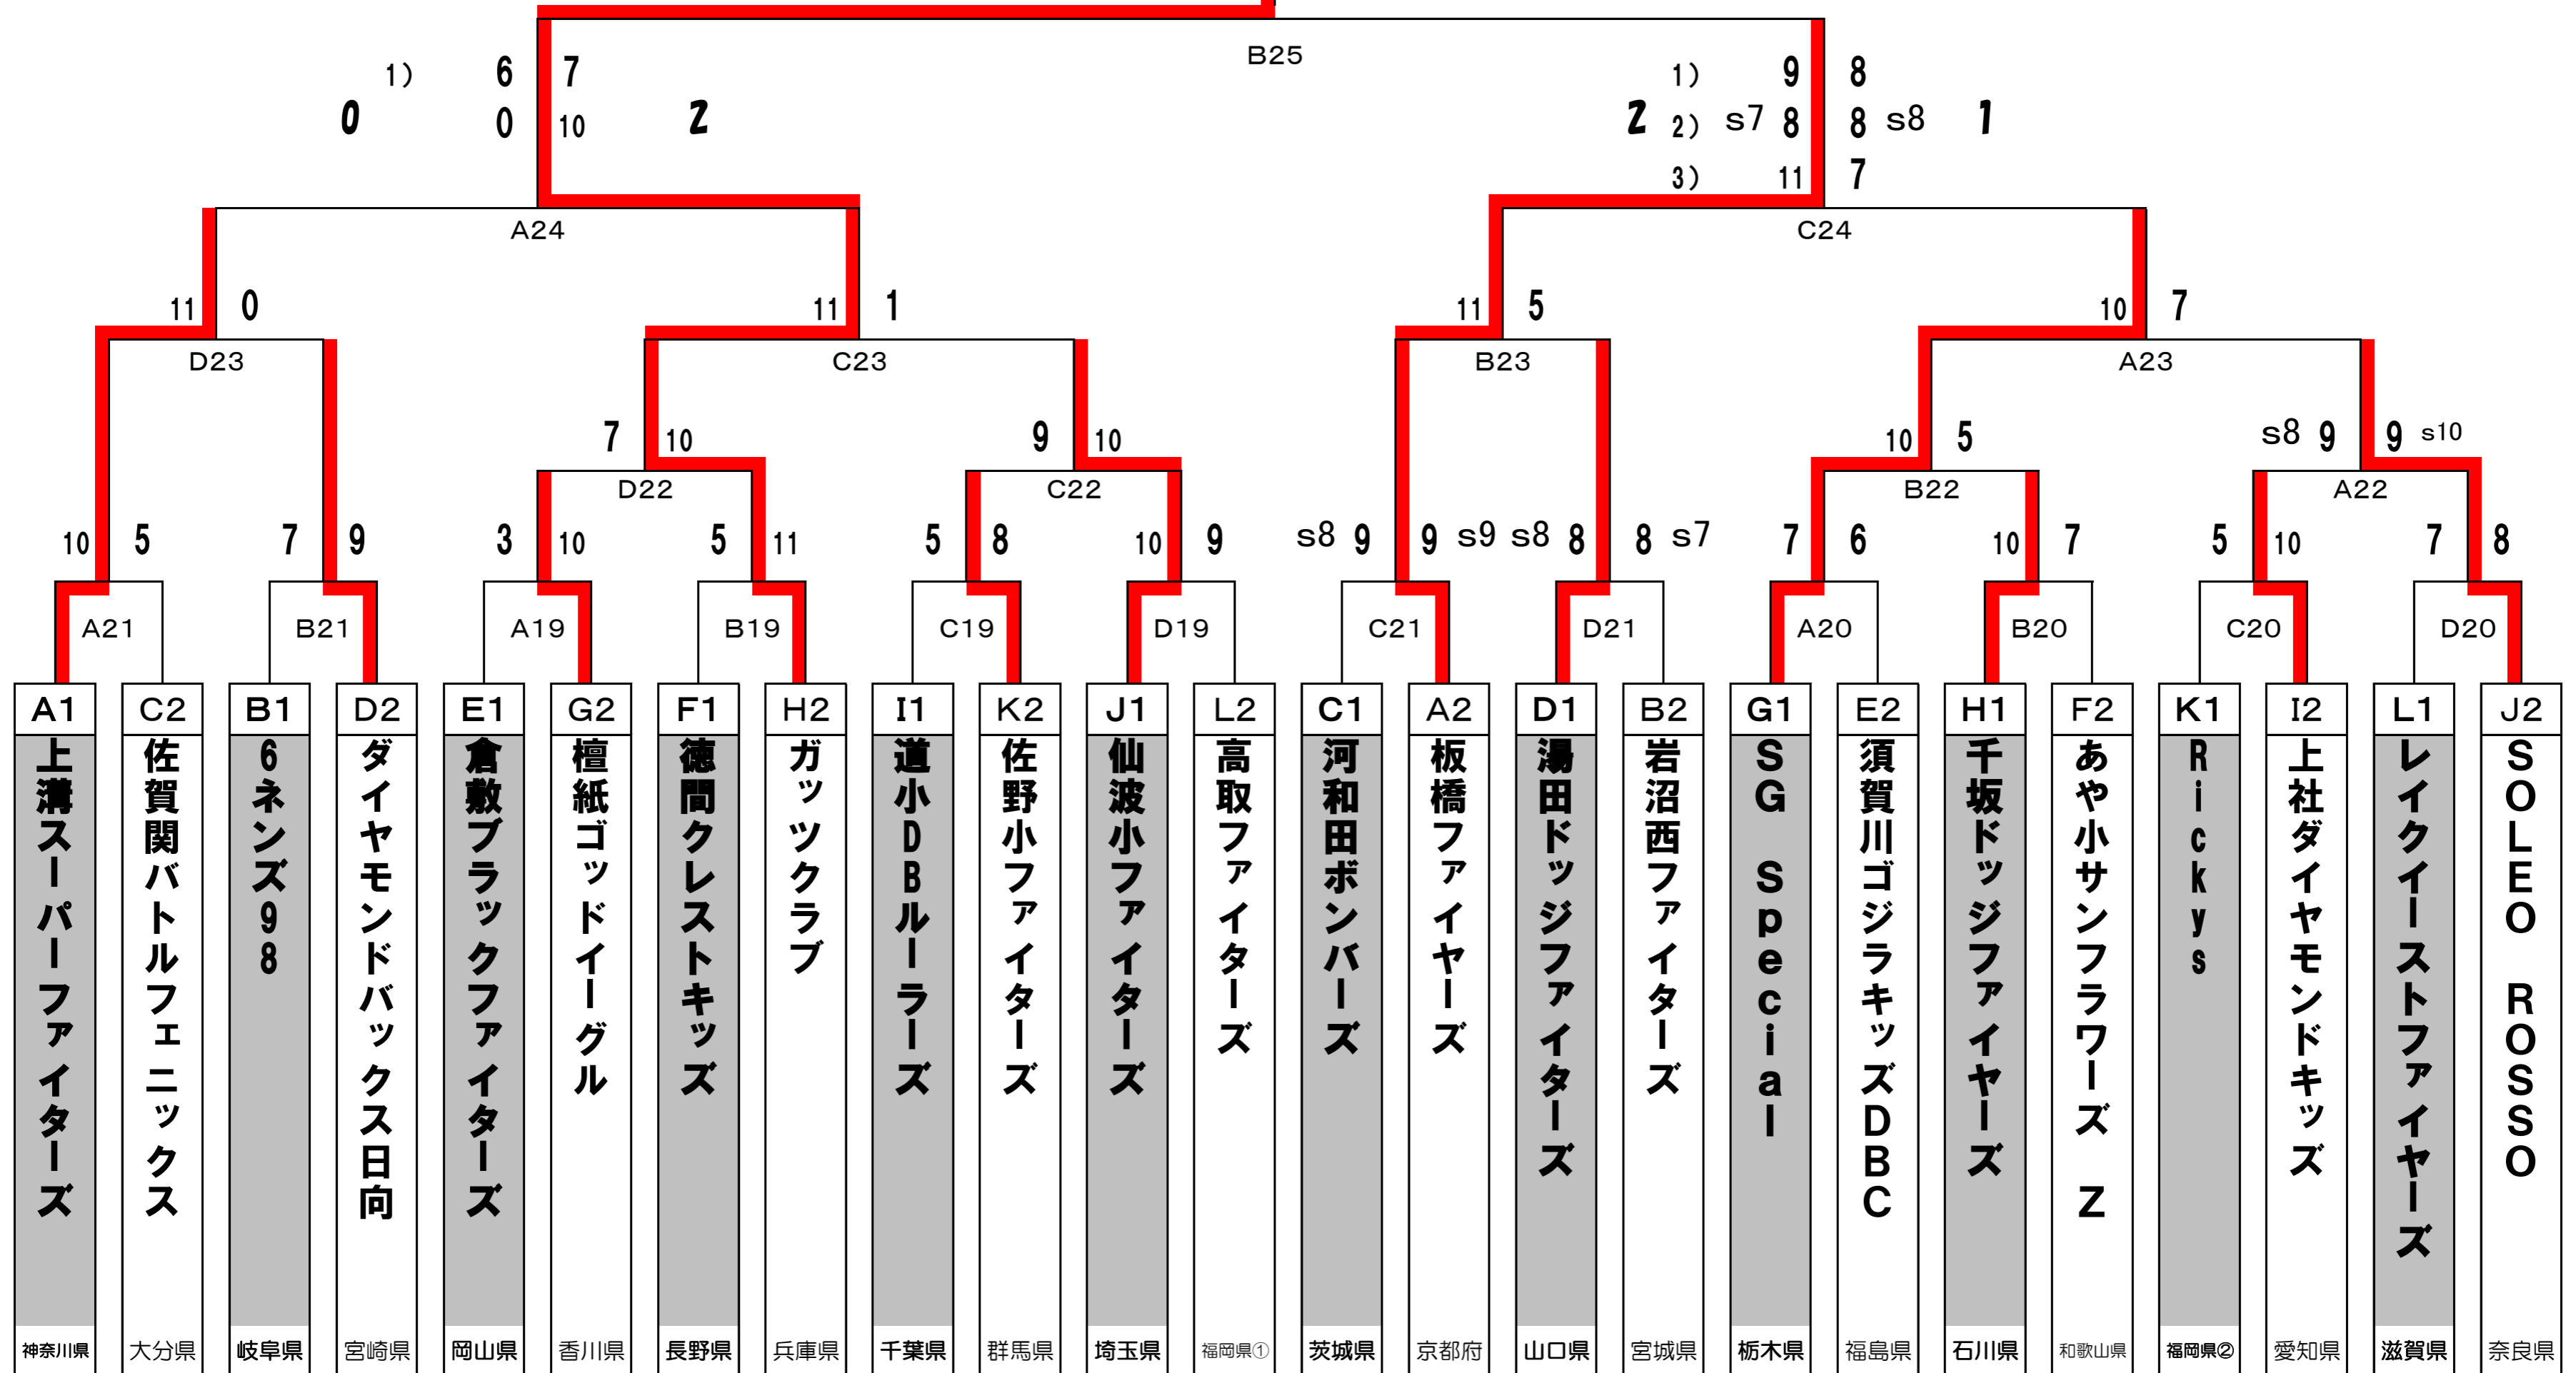 B25
1) 6 7
0 0 10 2
1) 9 8
2 2) s7 8 8 s8 1
3) 11 7
A24
C24
11 0
11 1
11 5
10 7
D23
C23
B23
A23
7 10
9 10
10 5
s8 9 9 s10
D22
C22
B22
A22
10 5
7 9
3 10
5 11
5 8
10 9
s8 9 9 s9
s8 8 8 s7
7 6
10 7
5 10
7 8
A21
B21
A19
B19
C19
D19
C21
D21
A20
B20
C20
D20
A1
C2
B1
D2
E1
G2
F1
H2
I1
K2
J1
L2
C1
A2
D1
B2
G1
E2
H1
F2
K1
I2
L1
J2
上溝スーパーファイターズ
佐賀関バトルフェニックス
6ネンズ98
ダイヤモンドバックス日向
倉敷ブラックファイターズ
檀紙ゴッドイーグル
徳間クレストキッズ
ガッツクラブ
道小DBルーラーズ
佐野小ファイターズ
仙波小ファイターズ
高取ファイターズ
河和田ボンバーズ
板橋ファイヤーズ
湯田ドッジファイターズ
岩沼西ファイターズ
SG Special
須賀川ゴジラキッズDBC
千坂ドッジファイヤーズ
あや小サンフラワーズ Z
Rickys
上社ダイヤモンドキッズ
レイクイーストファイヤーズ
SOLEO ROSSO
神奈川県
大分県
岐阜県
宮崎県
岡山県
香川県
長野県
兵庫県
千葉県
群馬県
埼玉県
福岡県①
茨城県
京都府
山口県
宮城県
栃木県
福島県
石川県
和歌山県
福岡県②
愛知県
滋賀県
奈良県